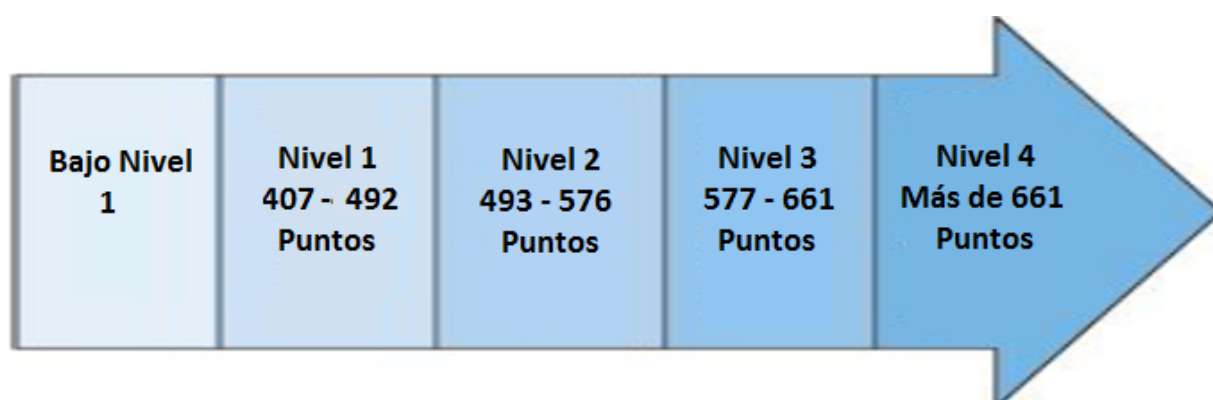 Bajo Nivel
1
Nivel 1
407 - 492
Puntos
Nivel 2
493 - 576
Puntos
Nivel 3
577 - 661
Puntos
Nivel 4
Más de 661
Puntos